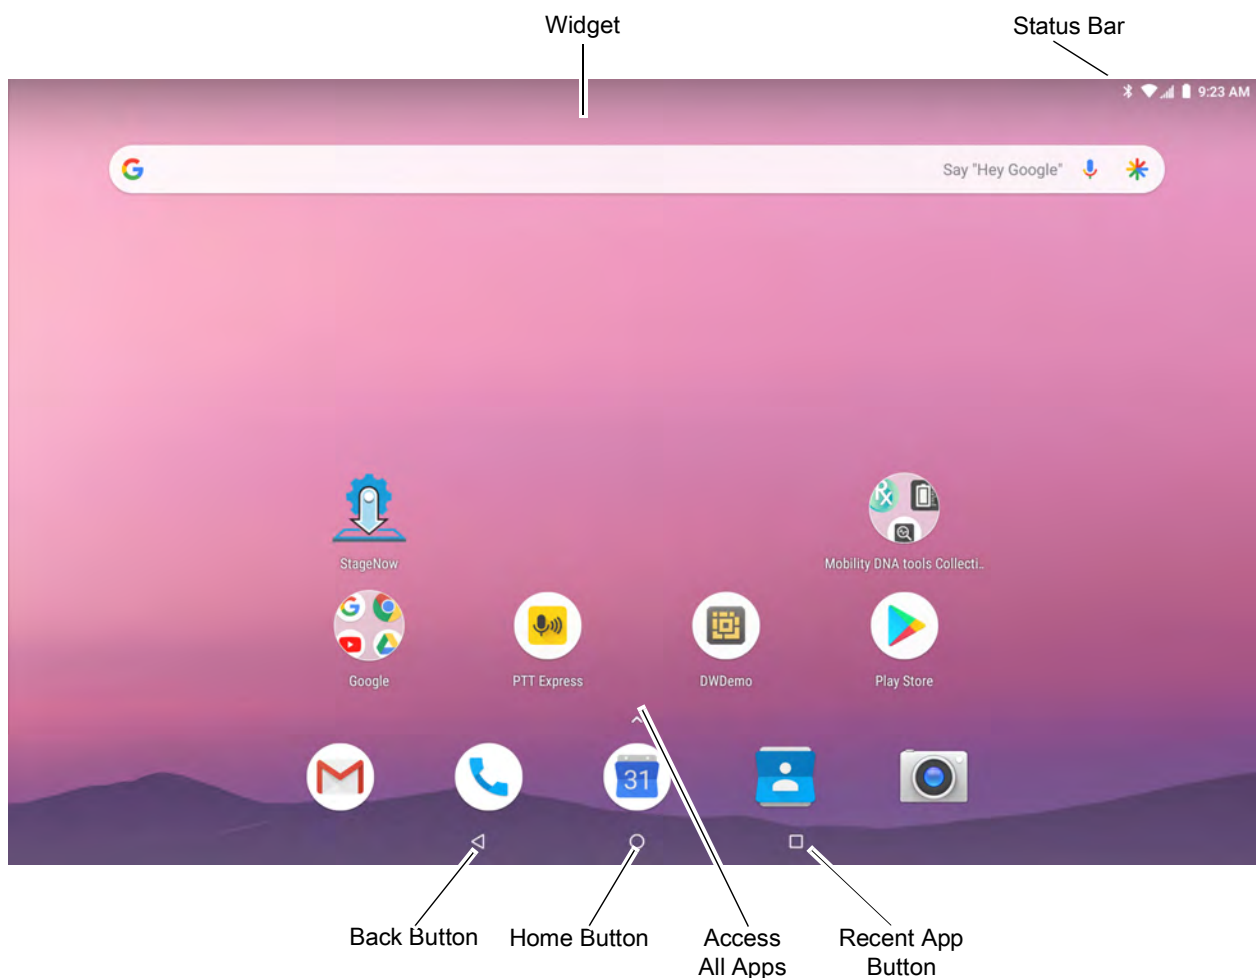 Widget
Status Bar
9:23 AM
G
Say "Hey Google"
StageNow
Rx
Mobility DNA tools Collecti..
G
Google
PTT Express
DWDemo
Play Store
31
Back Button
Home Button
Access
All Apps
Recent App
Button